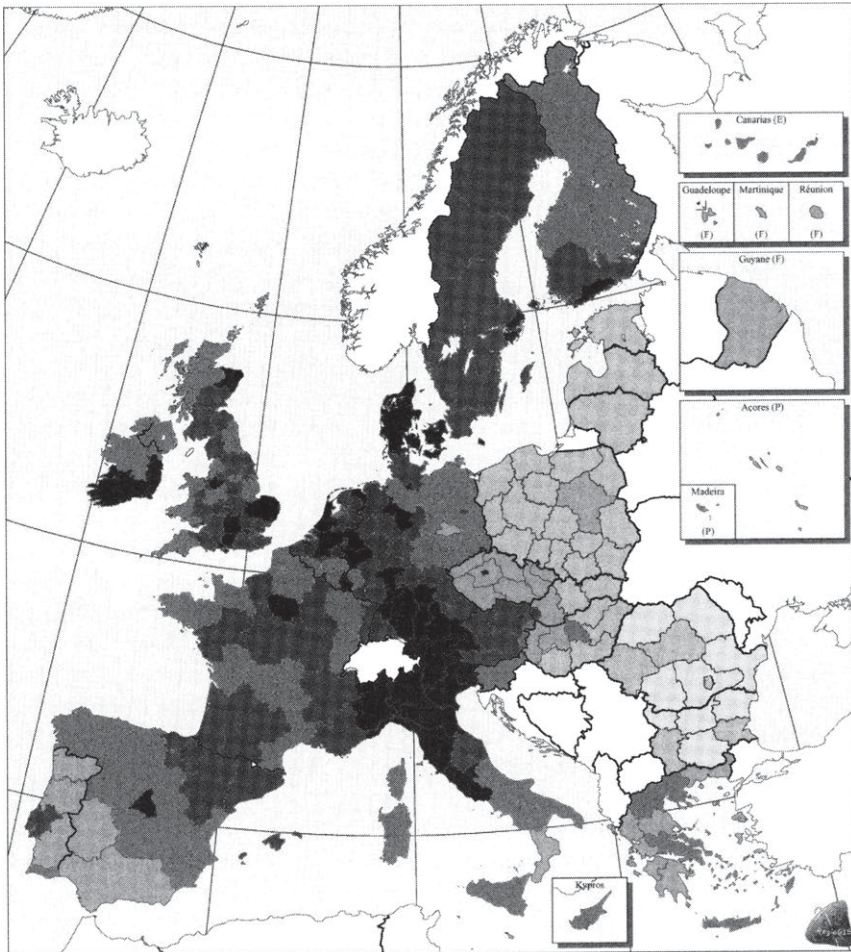 Canarias (E)
Guadeloupe
Martinique
Réunion
(F)
(F)
(F)
Guyane (F)
Açores (P)
Madeira
(P)
Kypros